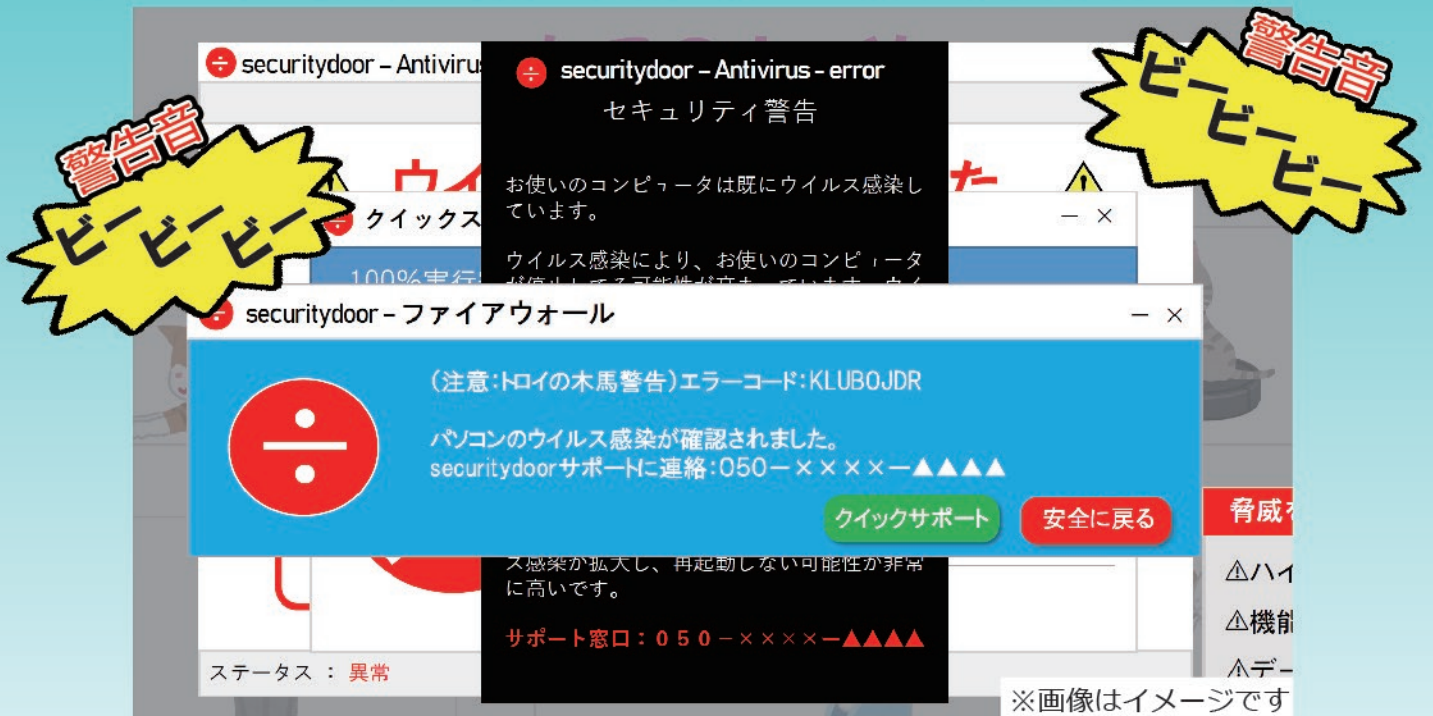 警告音
ビービービー
警告音
ビービービー
securitydoor – Antivirus
securitydoor – Antivirus - error
セキュリティ警告
お使いのコンピュータは既にウイルス感染し
ています。
ウイルス感染により、お使いのコンピュータ
クイックス
100%実行
securitydoor – ファイアウォール
(注意:トロイの木馬警告)エラーコード:KLUBOJDR
パソコンのウイルス感染が確認されました。
securitydoorサポートに連絡:050-××××-▲▲▲▲
クイックサポート
安全に戻る
ス感染が拡大し、再起動しない可能性が非常
に高いです。
サポート窓口:050-××××-▲▲▲▲
ステータス : 異常
脅威
⚠ハイ
⚠機能
⚠デー
※画像はイメージです